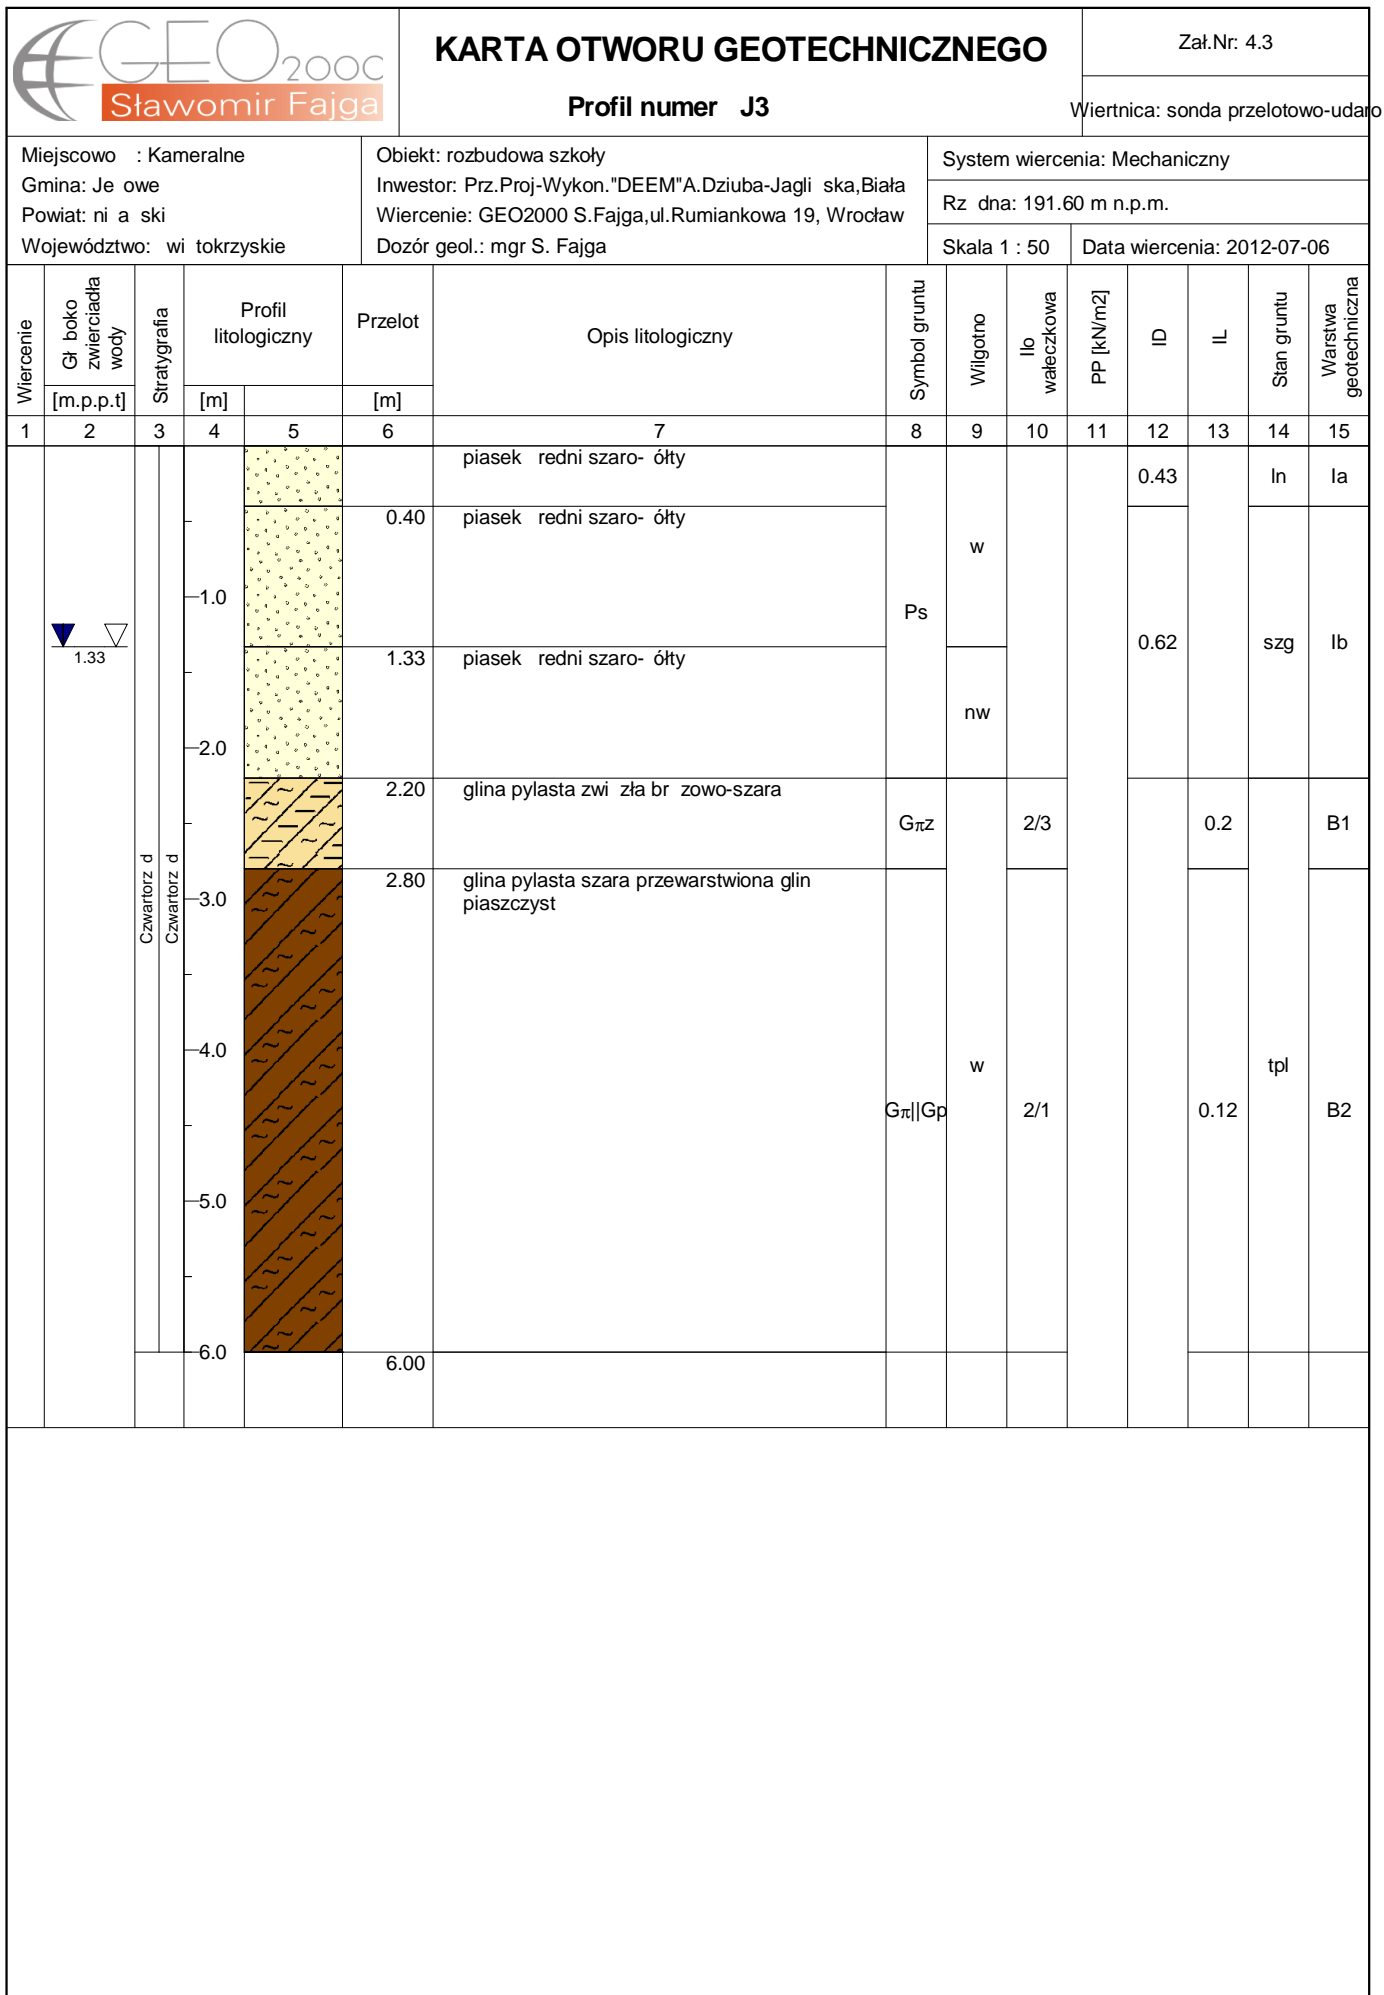 GEO2000
Sławomir Fajga
KARTA OTWORU GEOTECHNICZNEGO
Profil numer J3
Zał.Nr: 4.3
Wiertnica: sonda przelotowo-udaro
Miejscowo : Kameralne
Gmina: Je owe
Powiat: ni a ski
Województwo: wi tokrzyskie
Obiekt: rozbudowa szkoły
Inwestor: Prz.Proj-Wykon."DEEM"A.Dziuba-Jagli ska,Biała
Wiercenie: GEO2000 S.Fajga,ul.Rumiankowa 19, Wrocław
Dozór geol.: mgr S. Fajga
System wiercenia: Mechaniczny
Rz dna: 191.60 m n.p.m.
Skala 1 : 50
Data wiercenia: 2012-07-06
Wiercenie
Gł boko
zwierciadła
wody
[m.p.p.t]
Stratygrafia
Profil
litologiczny
[m]
Przelot
[m]
Opis litologiczny
Symbol gruntu
Wilgotno
Ilo
wałeczkowa
PP [kN/m2]
ID
IL
Stan gruntu
Warstwa
geotechniczna
1 2 3 4 5 6 7 8 9 10 11 12 13 14 15
piasek redni szaro- ółty
0.43 ln Ia
0.40 piasek redni szaro- ółty
w
1.0
Ps
0.62 szg Ib
1.33
1.33 piasek redni szaro- ółty
nw
2.0
2.20 glina pylasta zwi zła br zowo-szara
Gπz 2/3 0.2 B1
Czwartorz d
Czwartorz d
2.80 glina pylasta szara przewarstwiona glin
piaszczyst
3.0
4.0
w tpl
Gπ||Gp 2/1 0.12 B2
5.0
6.0
6.00